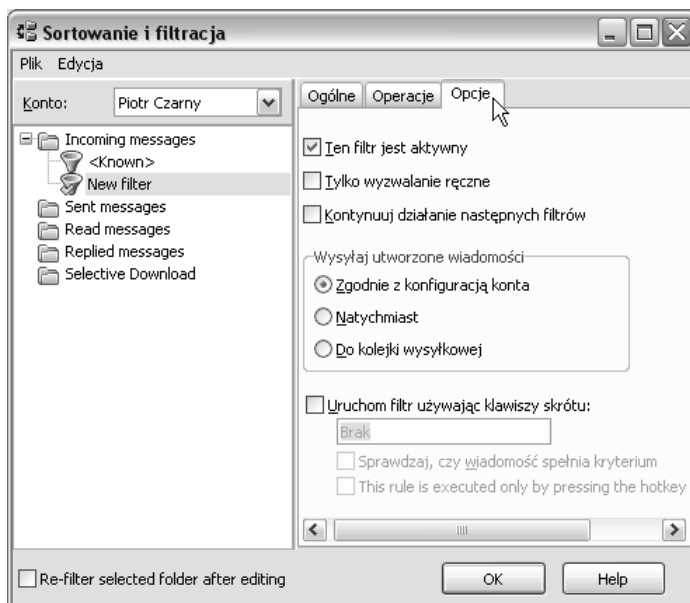 Sortowanie i filtracja
Plik Edycja
Konto: Piotr Czarny
Incoming messages
<Known>
New filter
Sent messages
Read messages
Replied messages
Selective Download
Ogólne Operacje Opcje
Ten filtr jest aktywny
Tylko wyzwalanie ręczne
Kontynuuj działanie następnych filtrów
Wysyłaj utworzone wiadomości
Zgodnie z konfiguracją konta
Natychmiast
Do kolejki wysyłkowej
Uruchom filtr używając klawiszy skrótu:
Brak
Sprawdzaj, czy wiadomość spełnia kryterium
This rule is executed only by pressing the hotkey
Re-filter selected folder after editing
OK
Help